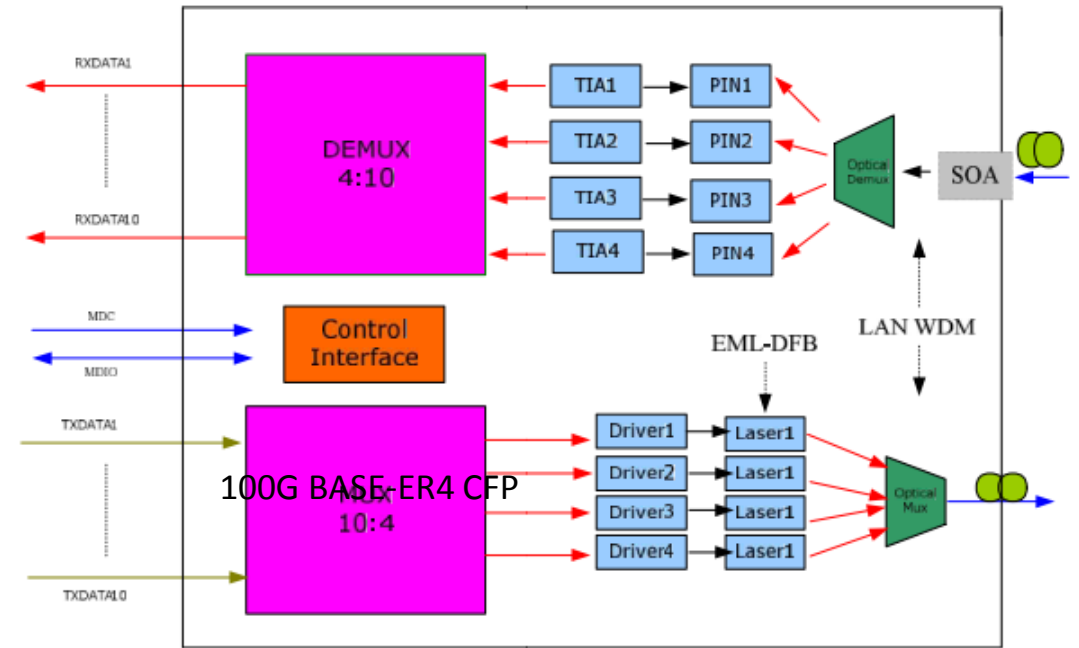 RXDATA1
RXDATA10
DEMUX
4:10
TIA1
PIN1
TIA2
PIN2
TIA3
PIN3
TIA4
PIN4
Optical
Demux
SOA
MDC
MDIO
Control
Interface
EML-DFB
LAN WDM
TXDATA1
TXDATA10
100G BASE-ER4 CFP
MUX
10:4
Driver1
Laser1
Driver2
Laser1
Driver3
Laser1
Driver4
Laser1
Optical
Mux